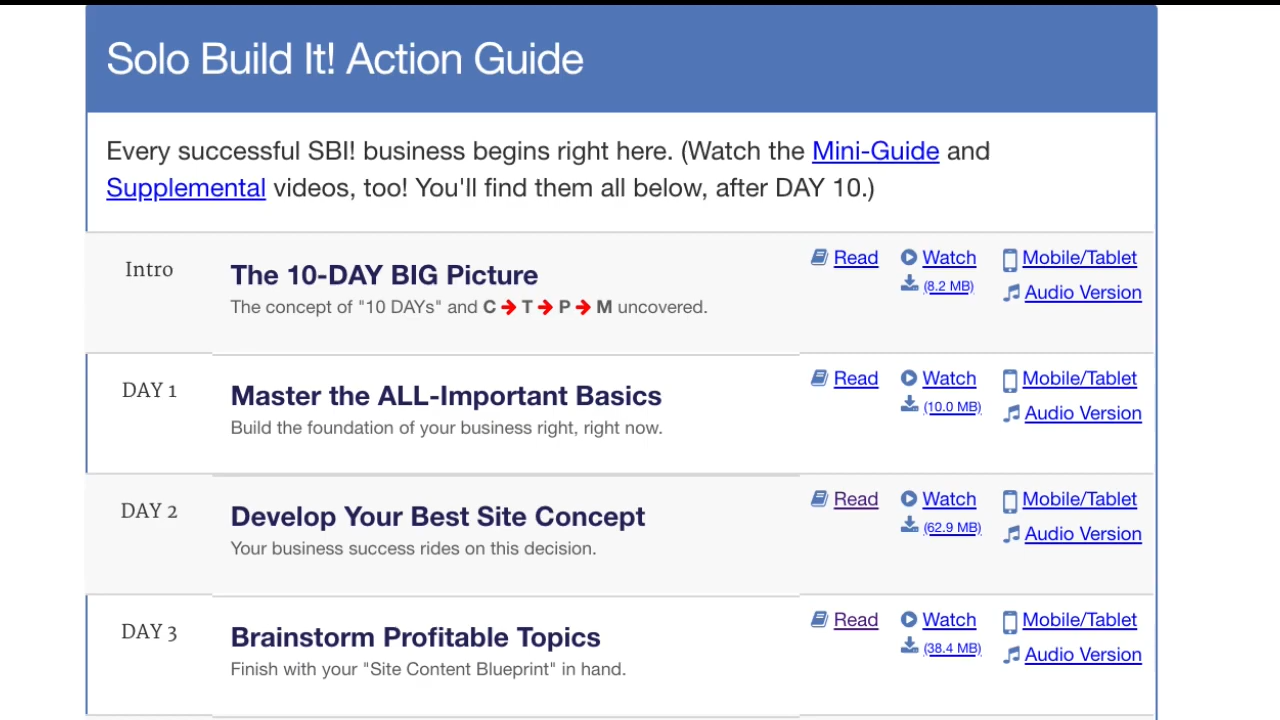 Solo Build It! Action Guide
Every successful SBI! business begins right here. (Watch the Mini-Guide and
Supplemental videos, too! You'll find them all below, after DAY 10.)
Intro
The 10-DAY BIG Picture
The concept of "10 DAYs" and C → T → P → M uncovered.
Read
Watch
(8.2 MB)
Mobile/Tablet
Audio Version
DAY 1
Master the ALL-Important Basics
Build the foundation of your business right, right now.
Read
Watch
(10.0 MB)
Mobile/Tablet
Audio Version
DAY 2
Develop Your Best Site Concept
Your business success rides on this decision.
Read
Watch
(62.9 MB)
Mobile/Tablet
Audio Version
DAY 3
Brainstorm Profitable Topics
Finish with your "Site Content Blueprint" in hand.
Read
Watch
(38.4 MB)
Mobile/Tablet
Audio Version